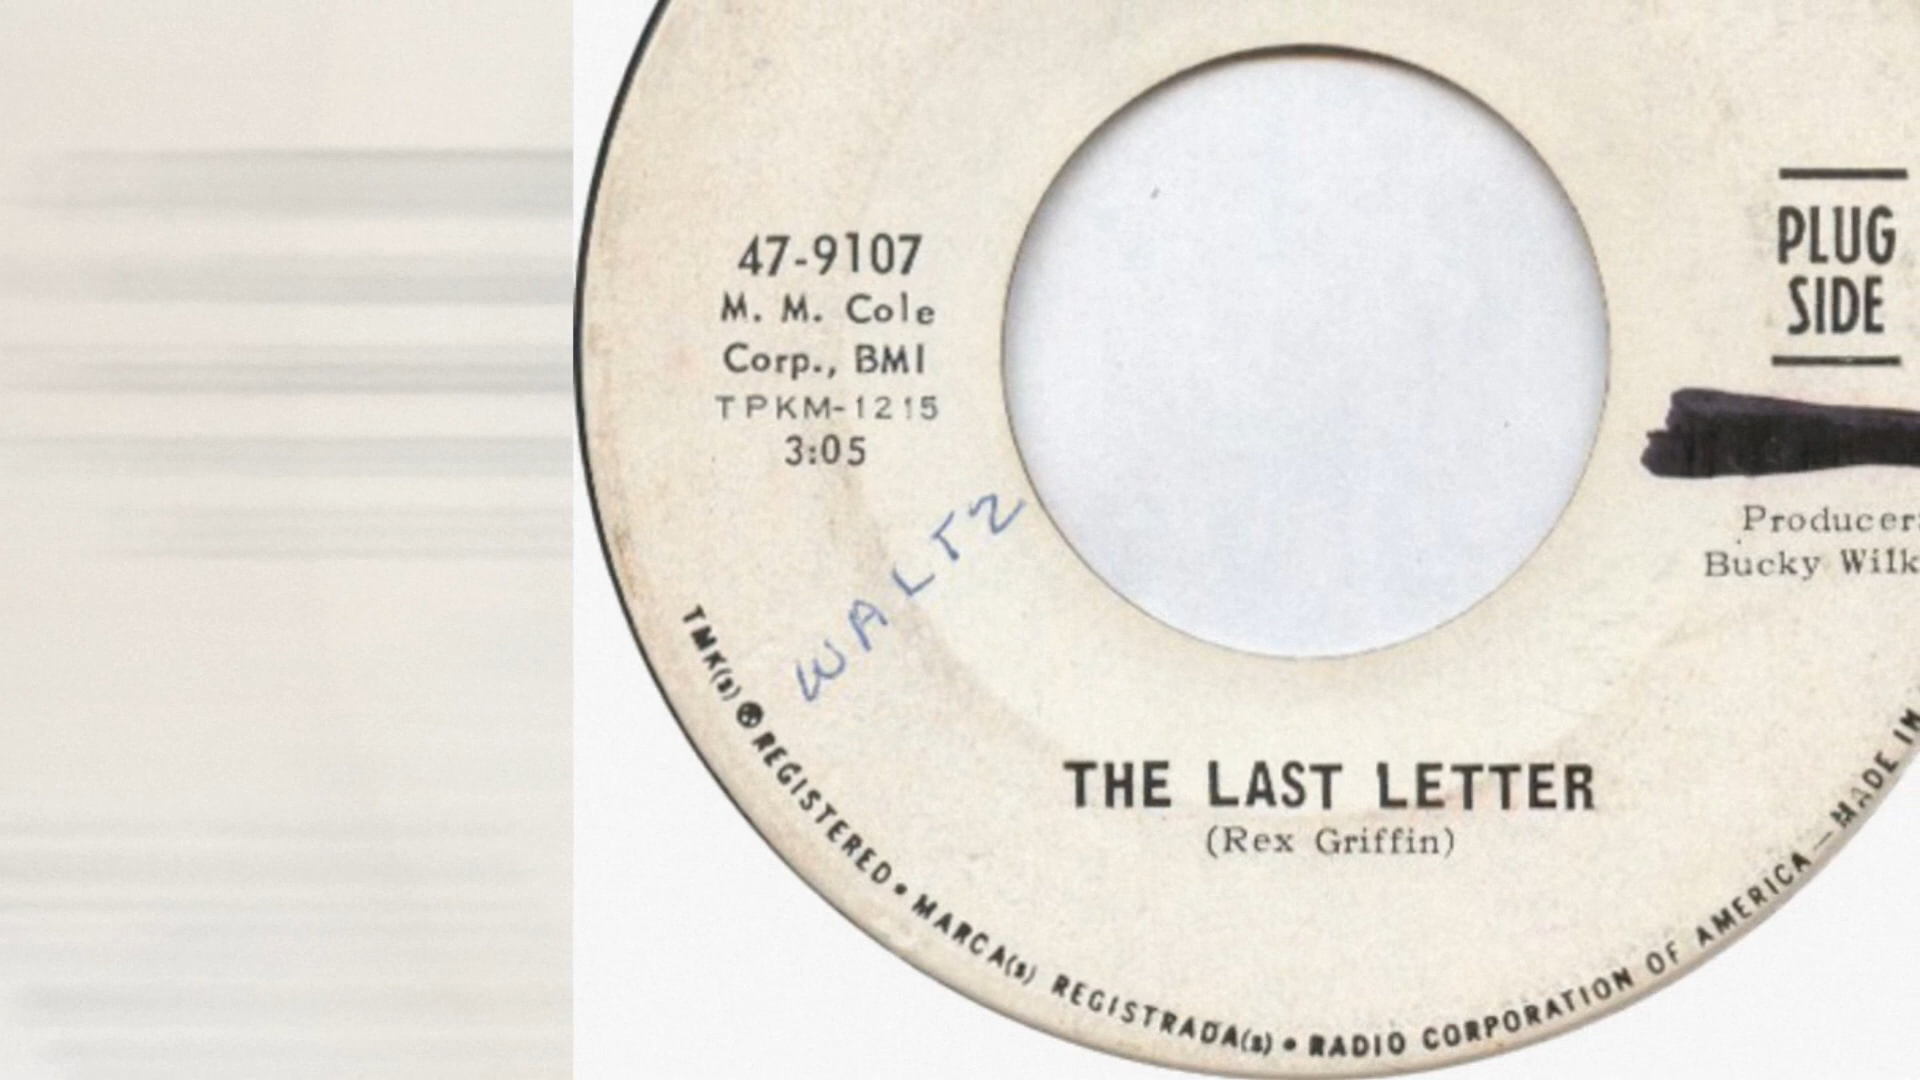 47-9107
M. M. Cole
Corp., BMI
TPKM-1215
3:05
WALTZ
PLUG
SIDE
Producer:
Bucky Wilk
THE LAST LETTER
(Rex Griffin)
TMK(s) ® REGISTERED • MARCA(s) REGISTRADA(s) • RADIO CORPORATION OF AMERICA — MADE IN